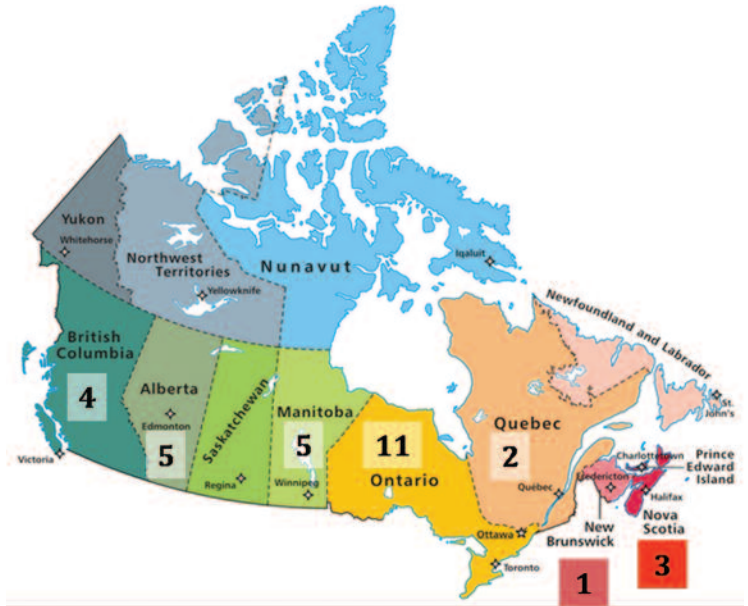 Yukon
Whitehorse
Northwest
Territories
Yellowknife
Nunavut
Iqaluit
British
Columbia
4
Victoria
Alberta
Edmonton
5
Saskatchewan
Regina
Manitoba
5
Winnipeg
11
Ontario
Ottawa
Toronto
Quebec
2
Québec
Newfoundland and Labrador
St.
John's
Charlottetown
Prince
Edward
Island
Fredericton
Halifax
Nova
Scotia
New
Brunswick
1
3